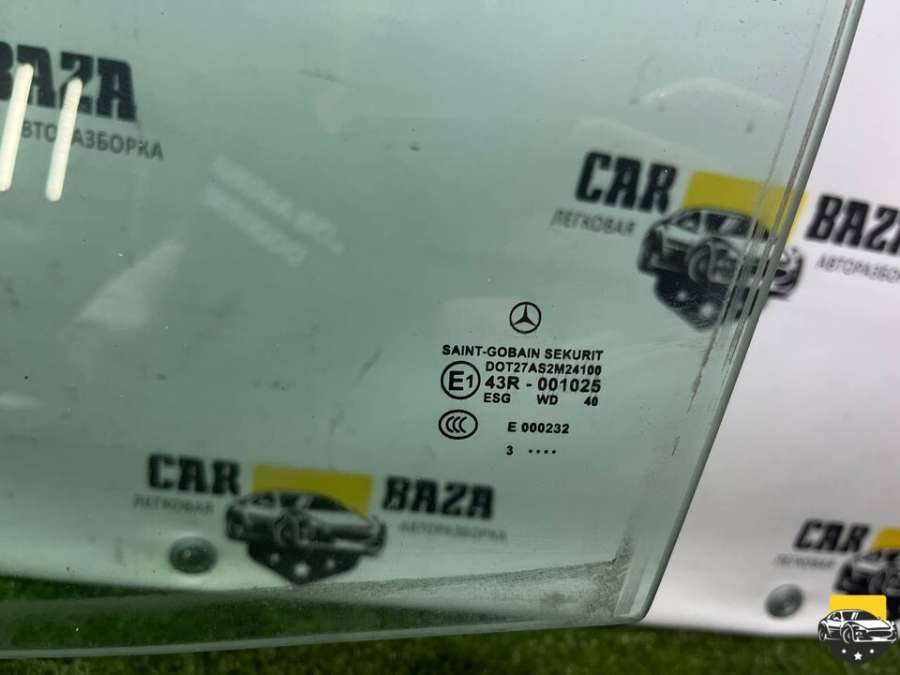 BAZA
АВТОРАЗБОРКА
CAR BAZA
ЛЕГКОВАЯ АВТОРАЗБОРКА
SAINT-GOBAIN SEKURIT
DOT27AS2M24100
E1 43R - 001025
ESG WD 40
CCC E 000232
3 ....
CAR BAZA
ЛЕГКОВАЯ АВТОРАЗБОРКА
CAR
ЛЕГКОВАЯ